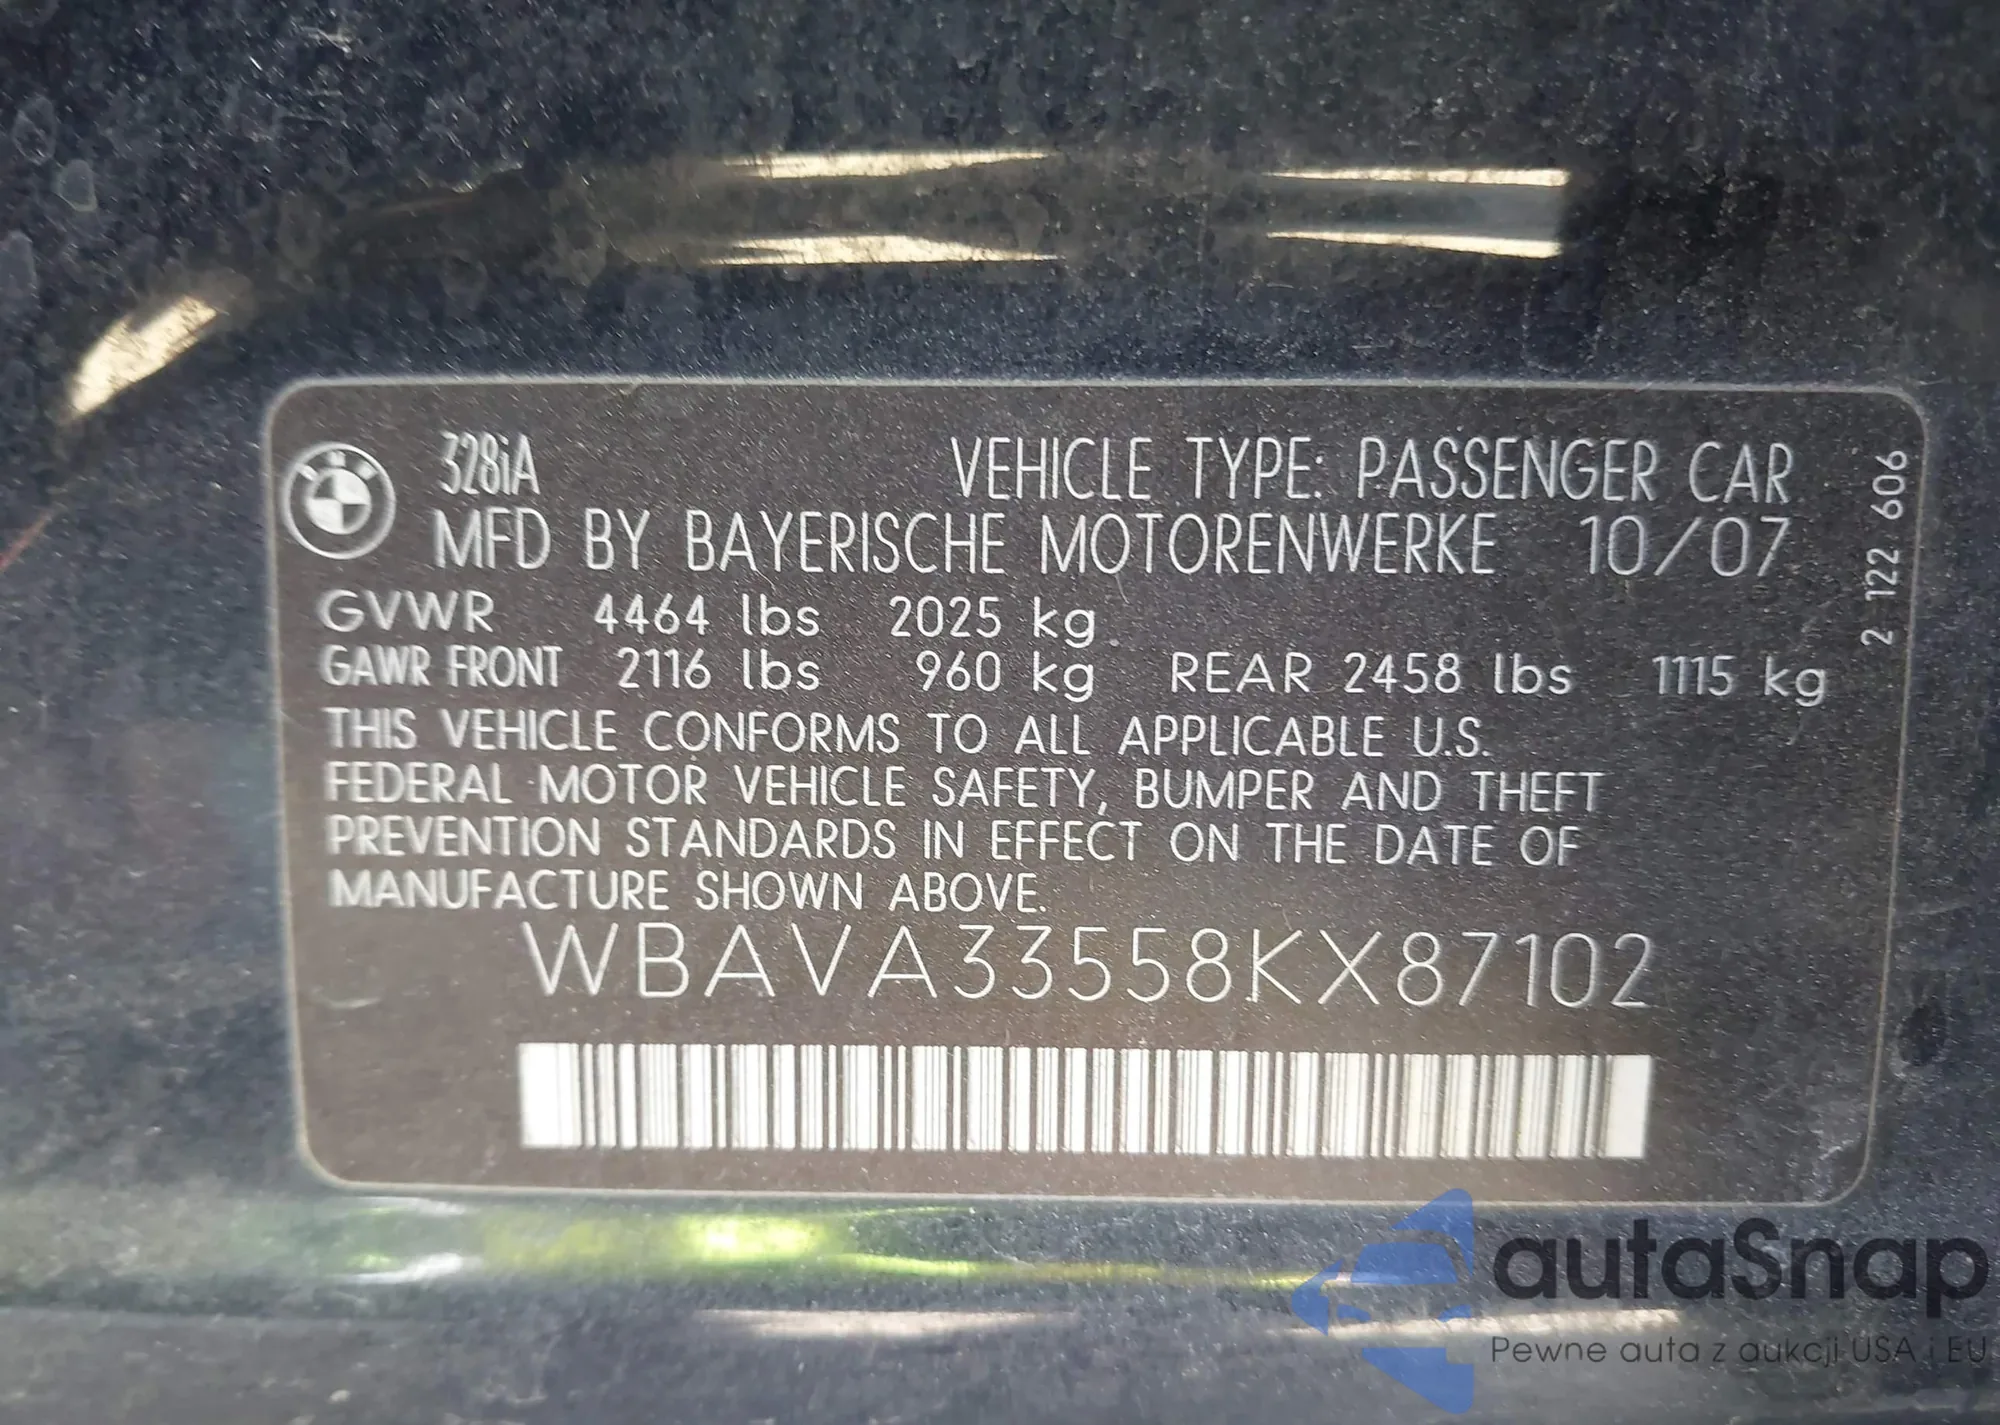 328iA VEHICLE TYPE: PASSENGER CAR
MFD BY BAYERISCHE MOTORENWERKE 10/07
GVWR 4464 lbs 2025 kg
GAWR FRONT 2116 lbs 960 kg REAR 2458 lbs 1115 kg
THIS VEHICLE CONFORMS TO ALL APPLICABLE U.S.
FEDERAL MOTOR VEHICLE SAFETY, BUMPER AND THEFT
PREVENTION STANDARDS IN EFFECT ON THE DATE OF
MANUFACTURE SHOWN ABOVE.
WBAVA33558KX87102
2 122 606
autaSnap
Pewne auta z aukcji USA i EU